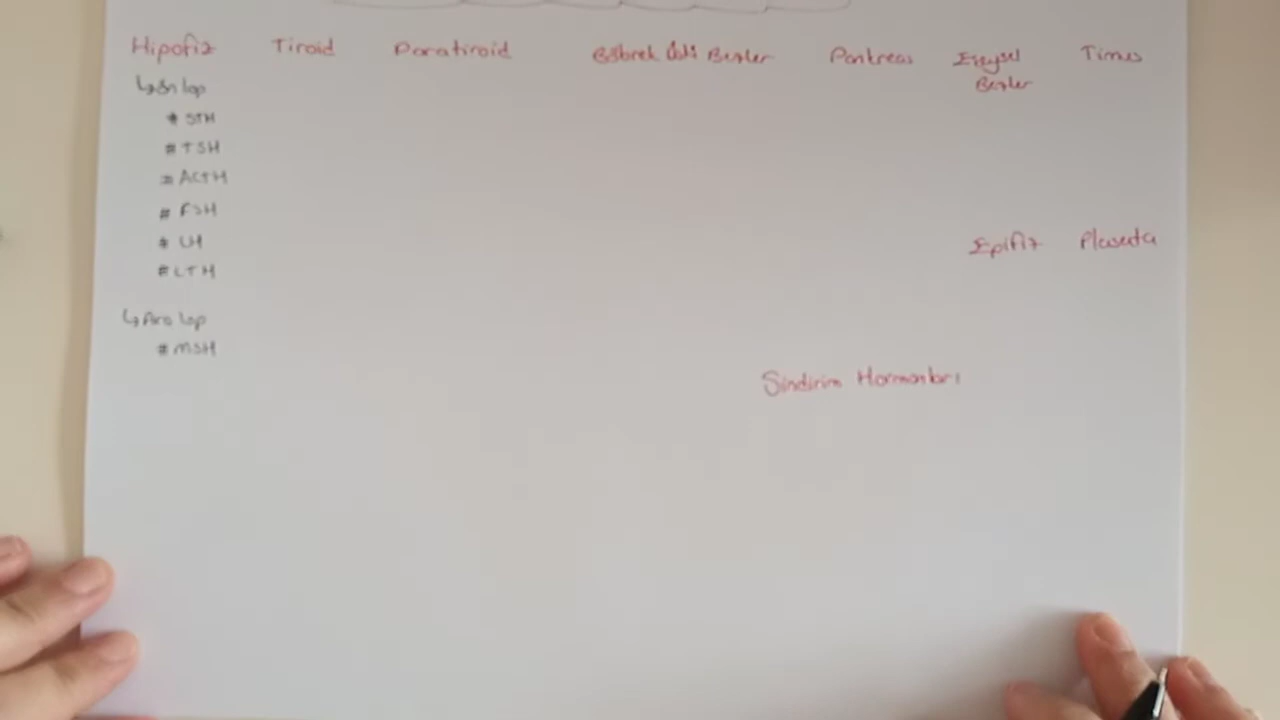 Hipofiz Tiroid Paratiroid Böbrek Üstü Bezler Pankreas Eşeysel Bezler Timus
↳Ön lop
* STH
# TSH
# ACTH
# FSH
* LH
# LTH
Epifiz Plasenta
↳Ara lop
# MSH
Sindirim Hormonları